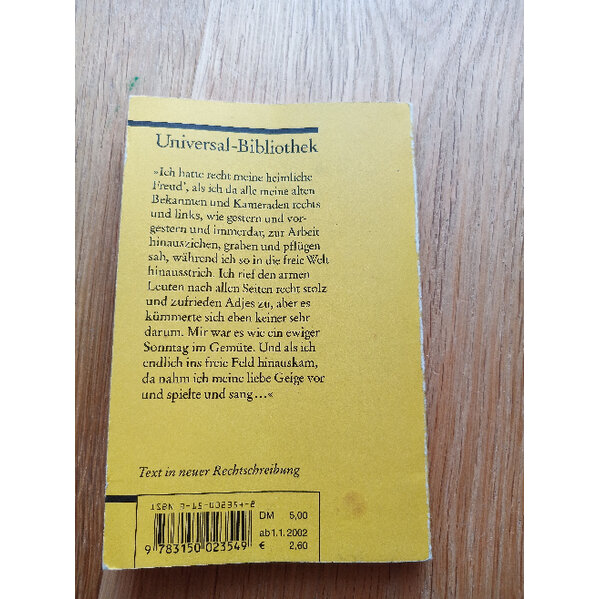 Universal-Bibliothek
»Ich hatte recht meine heimliche
Freud', als ich da alle meine alten
Bekannten und Kameraden rechts
und links, wie gestern und vor-
gestern und immerdar, zur Arbeit
hinausziehen, graben und pflügen
sah, während ich so in die freie Welt
hinausstrich. Ich rief den armen
Leuten nach allen Seiten recht stolz
und zufrieden Adjes zu, aber es
kümmerte sich eben keiner sehr
darum. Mir war es wie ein ewiger
Sonntag im Gemüte. Und als ich
endlich ins freie Feld hinauskam,
da nahm ich meine liebe Geige vor
und spielte und sang…«
Text in neuer Rechtschreibung
ISBN 3-15-002354-8
DM 5,00
ab 1.1.2002
€ 2,60
9 783150 023549